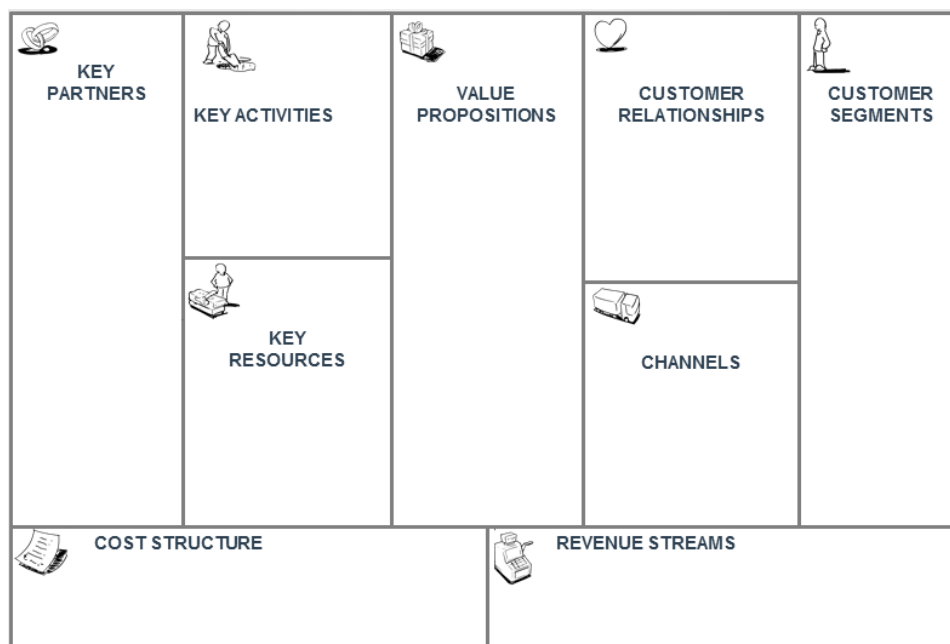 KEY
PARTNERS
KEY ACTIVITIES
KEY
RESOURCES
VALUE
PROPOSITIONS
CUSTOMER
RELATIONSHIPS
CHANNELS
CUSTOMER
SEGMENTS
COST STRUCTURE
REVENUE STREAMS